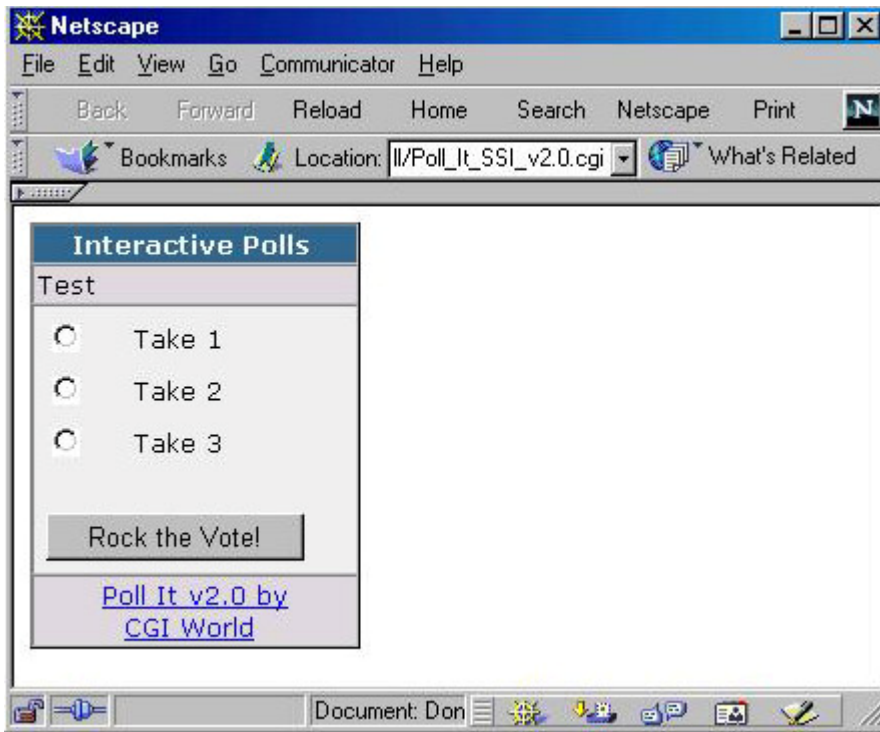 Netscape
File Edit View Go Communicator Help
Back Forward Reload Home Search Netscape Print N
Bookmarks Location: ll/Poll_It_SSI_v2.0.cgi What's Related
Interactive Polls
Test
Take 1
Take 2
Take 3
Rock the Vote!
Poll It v2.0 by
CGI World
Document: Don